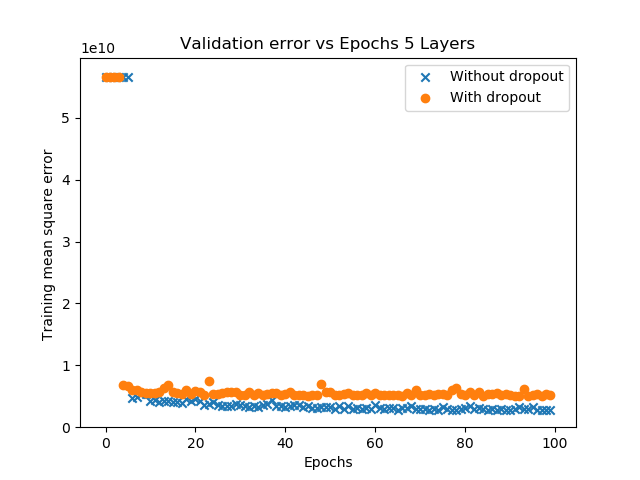 Validation error vs Epochs 5 Layers
1e10
Without dropout
With dropout
5
4
3
2
1
0
Training mean square error
0 20 40 60 80 100
Epochs